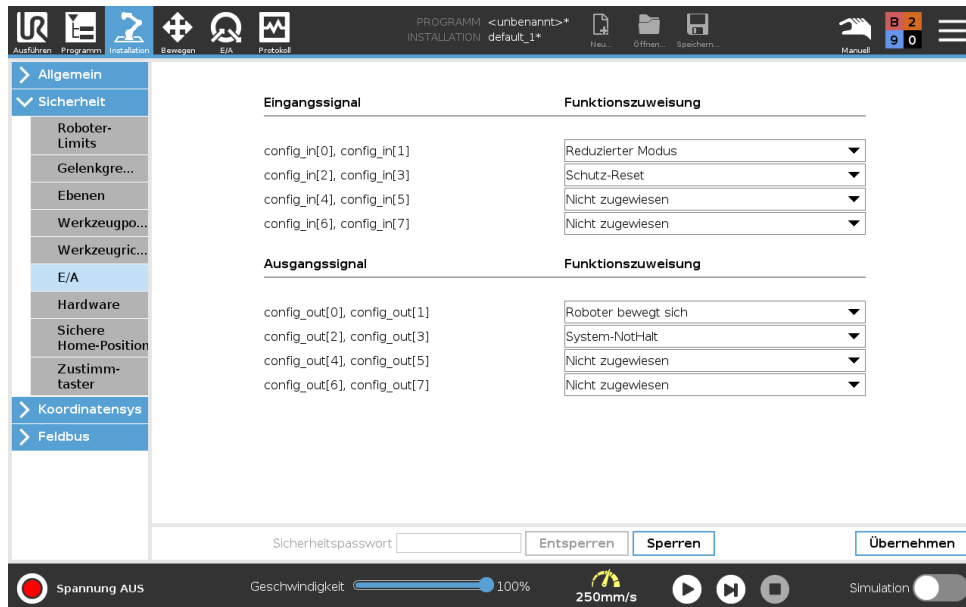 PROGRAMM <unbenannt>*
INSTALLATION default_1*
Ausführen Programm Installation Bewegen E/A Protokoll Neu... Öffnen... Speichern... Manuell
B 2
9 0
Allgemein
Sicherheit
Roboter-
Limits
Gelenkgre...
Ebenen
Werkzeugpo...
Werkzeugric...
E/A
Hardware
Sichere
Home-Position
Zustimm-
taster
Koordinatensys
Feldbus
Eingangssignal Funktionszuweisung
config_in[0], config_in[1] Reduzierter Modus
config_in[2], config_in[3] Schutz-Reset
config_in[4], config_in[5] Nicht zugewiesen
config_in[6], config_in[7] Nicht zugewiesen
Ausgangssignal Funktionszuweisung
config_out[0], config_out[1] Roboter bewegt sich
config_out[2], config_out[3] System-NotHalt
config_out[4], config_out[5] Nicht zugewiesen
config_out[6], config_out[7] Nicht zugewiesen
Sicherheitspasswort Entsperren Sperren Übernehmen
Spannung AUS Geschwindigkeit 100% 250mm/s Simulation